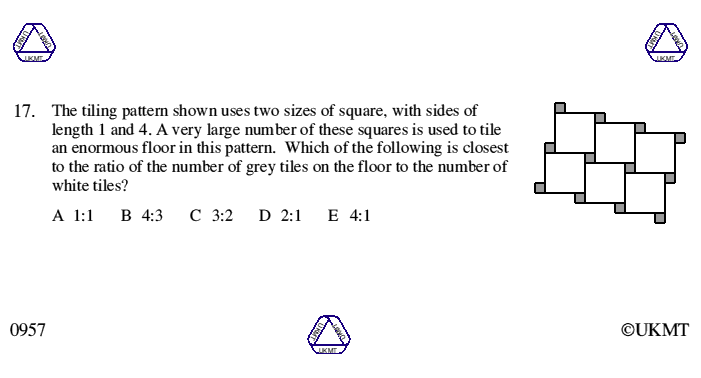 UKMT UKMT UKMT
UKMT UKMT UKMT
17. The tiling pattern shown uses two sizes of square, with sides of
length 1 and 4. A very large number of these squares is used to tile
an enormous floor in this pattern. Which of the following is closest
to the ratio of the number of grey tiles on the floor to the number of
white tiles?
A 1:1 B 4:3 C 3:2 D 2:1 E 4:1
0957
UKMT UKMT UKMT
©UKMT